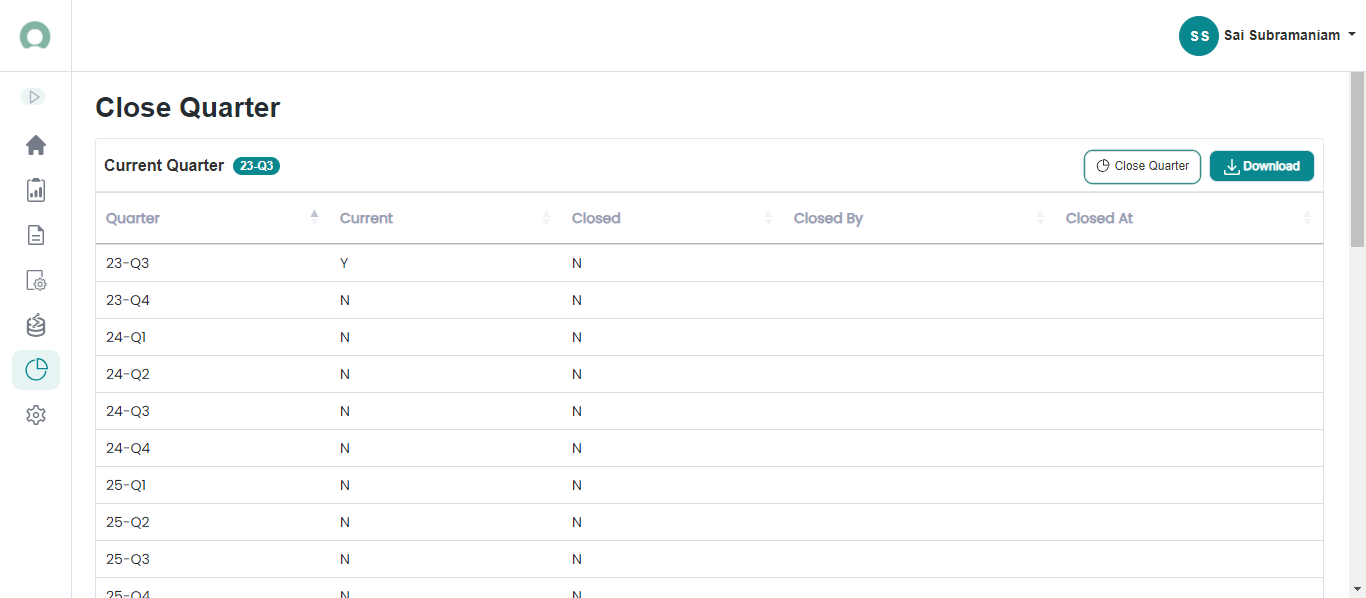 SS Sai Subramaniam
Close Quarter
Current Quarter 23-Q3 Close Quarter Download
Quarter Current Closed Closed By Closed At
23-Q3 Y N
23-Q4 N N
24-Q1 N N
24-Q2 N N
24-Q3 N N
24-Q4 N N
25-Q1 N N
25-Q2 N N
25-Q3 N N
25-Q4 N N